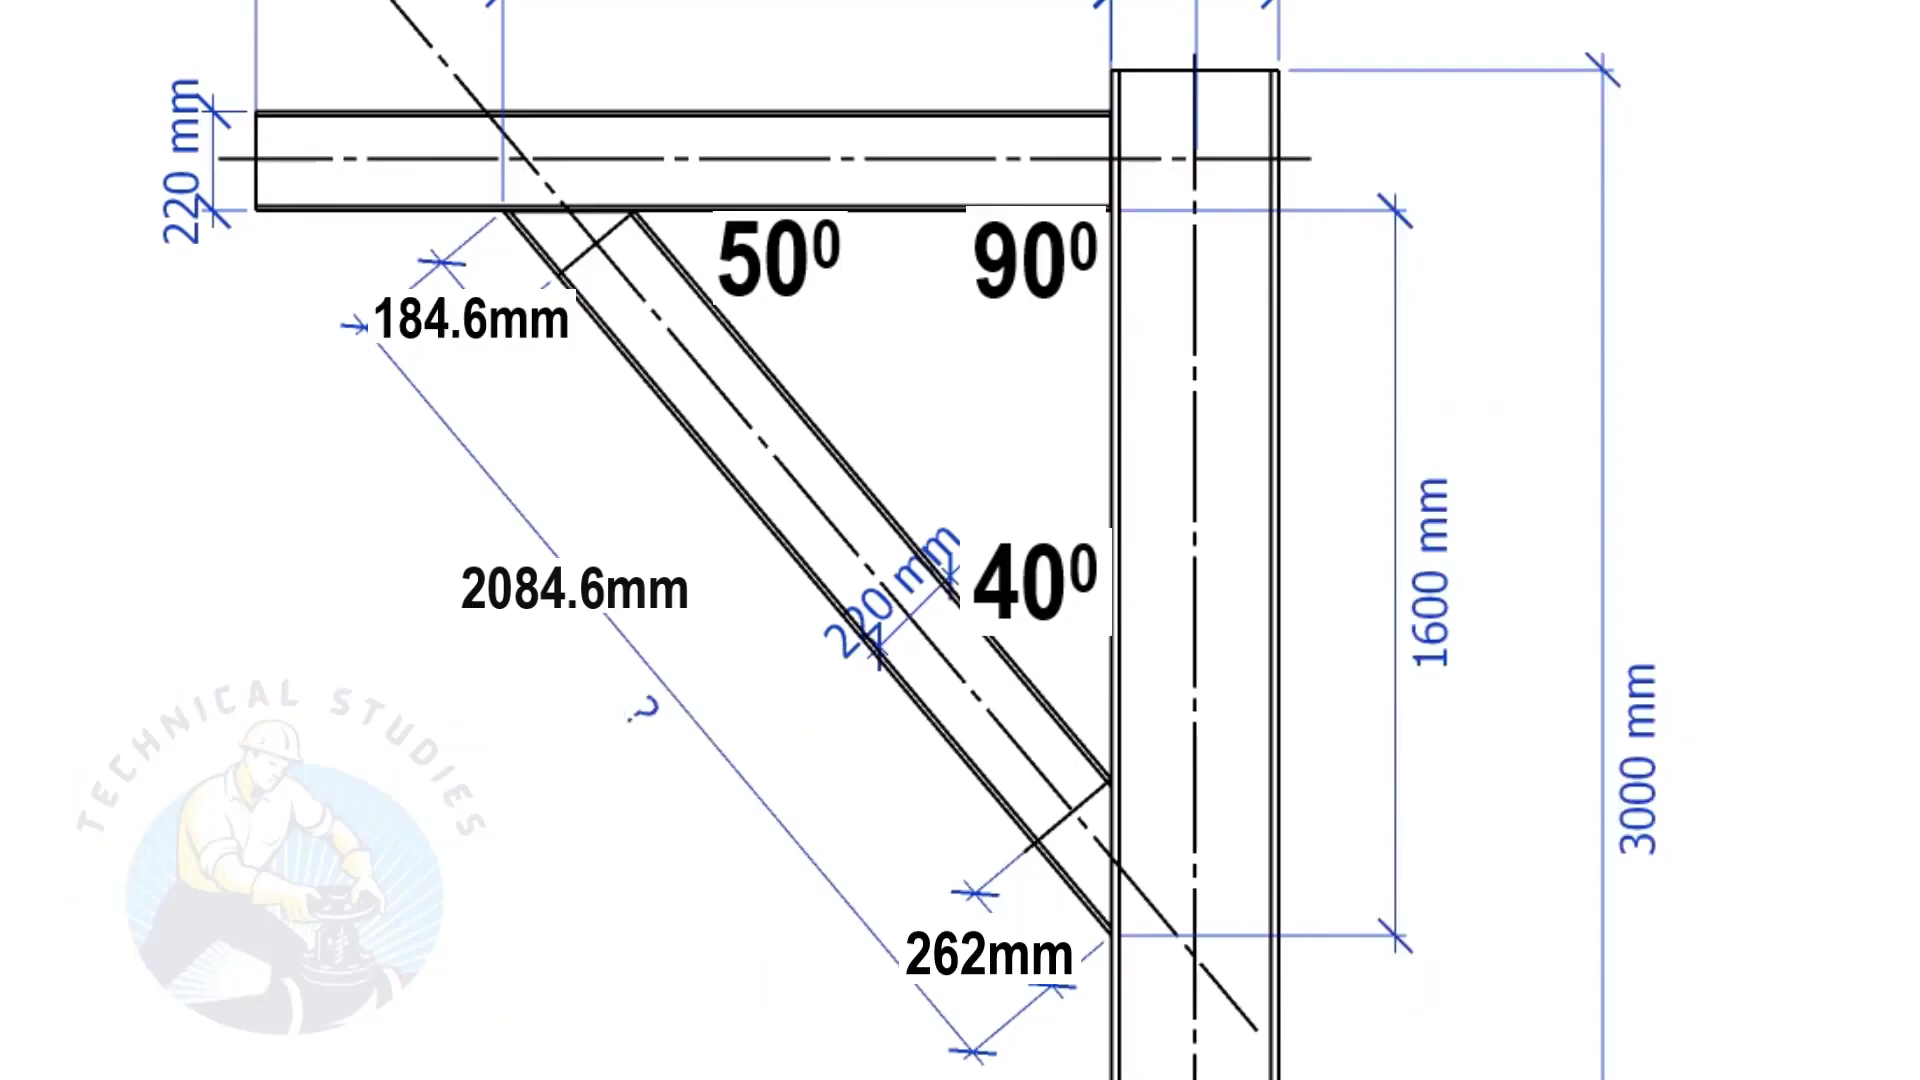 220 mm
50⁰
90⁰
184.6mm
2084.6mm
220 mm
40⁰
1600 mm
?
3000 mm
262mm
TECHNICAL STUDIES